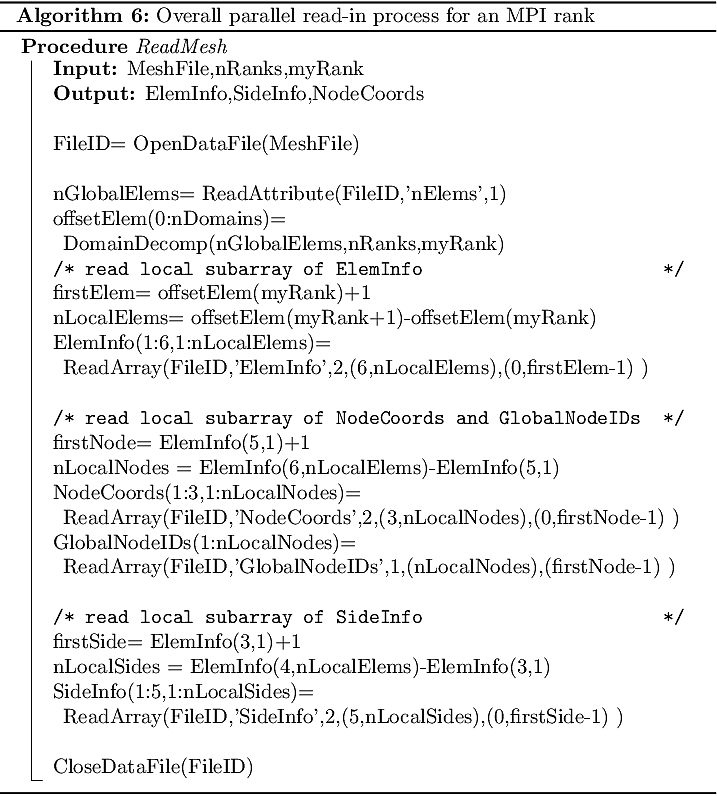 Algorithm 6: Overall parallel read-in process for an MPI rank
Procedure ReadMesh
Input: MeshFile,nRanks,myRank
Output: ElemInfo,SideInfo,NodeCoords
FileID= OpenDataFile(MeshFile)
nGlobalElems= ReadAttribute(FileID,'nElems',1)
offsetElem(0:nDomains)=
DomainDecomp(nGlobalElems,nRanks,myRank)
/* read local subarray of ElemInfo */
firstElem= offsetElem(myRank)+1
nLocalElems= offsetElem(myRank+1)-offsetElem(myRank)
ElemInfo(1:6,1:nLocalElems)=
ReadArray(FileID,'ElemInfo',2,(6,nLocalElems),(0,firstElem-1) )
/* read local subarray of NodeCoords and GlobalNodeIDs */
firstNode= ElemInfo(5,1)+1
nLocalNodes = ElemInfo(6,nLocalElems)-ElemInfo(5,1)
NodeCoords(1:3,1:nLocalNodes)=
ReadArray(FileID,'NodeCoords',2,(3,nLocalNodes),(0,firstNode-1) )
GlobalNodeIDs(1:nLocalNodes)=
ReadArray(FileID,'GlobalNodeIDs',1,(nLocalNodes),(firstNode-1) )
/* read local subarray of SideInfo */
firstSide= ElemInfo(3,1)+1
nLocalSides = ElemInfo(4,nLocalElems)-ElemInfo(3,1)
SideInfo(1:5,1:nLocalSides)=
ReadArray(FileID,'SideInfo',2,(5,nLocalSides),(0,firstSide-1) )
CloseDataFile(FileID)